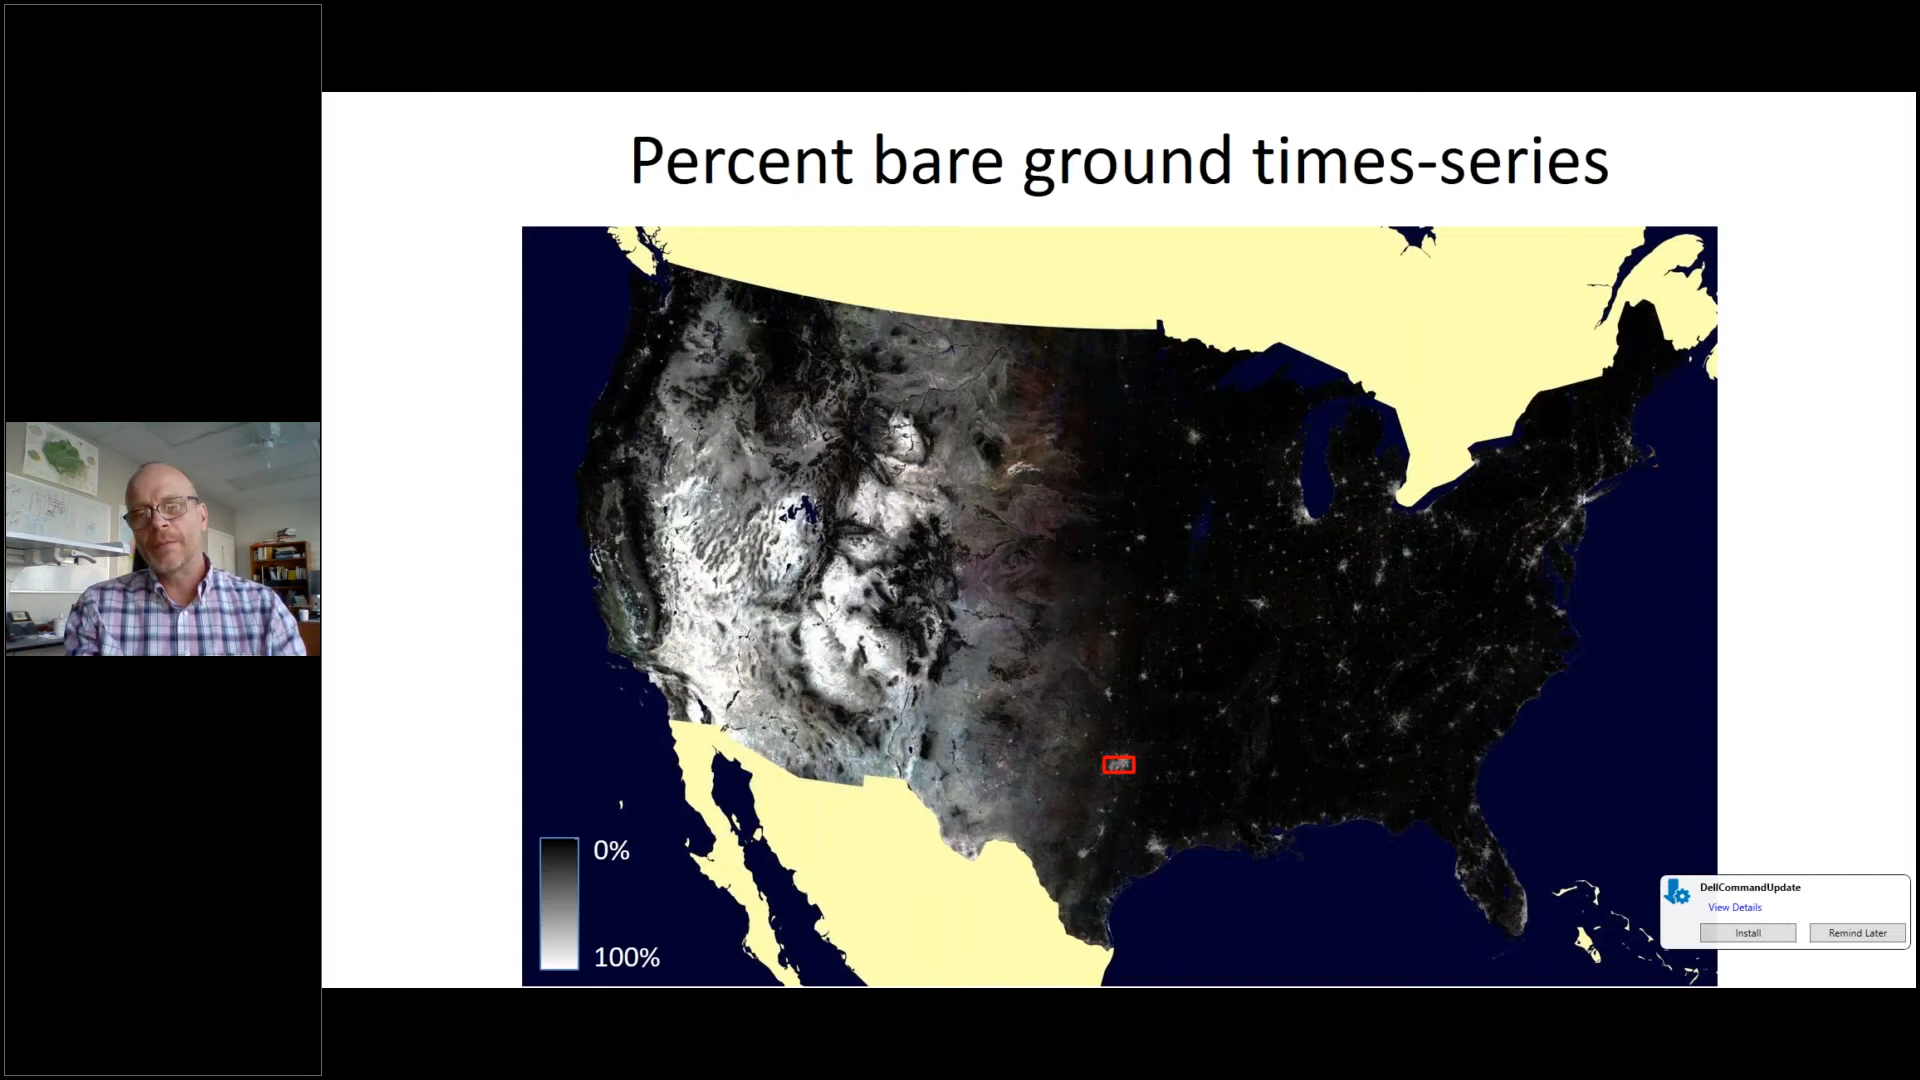 Percent bare ground times-series
0%
100%
DellCommandUpdate
View Details
Install
Remind Later